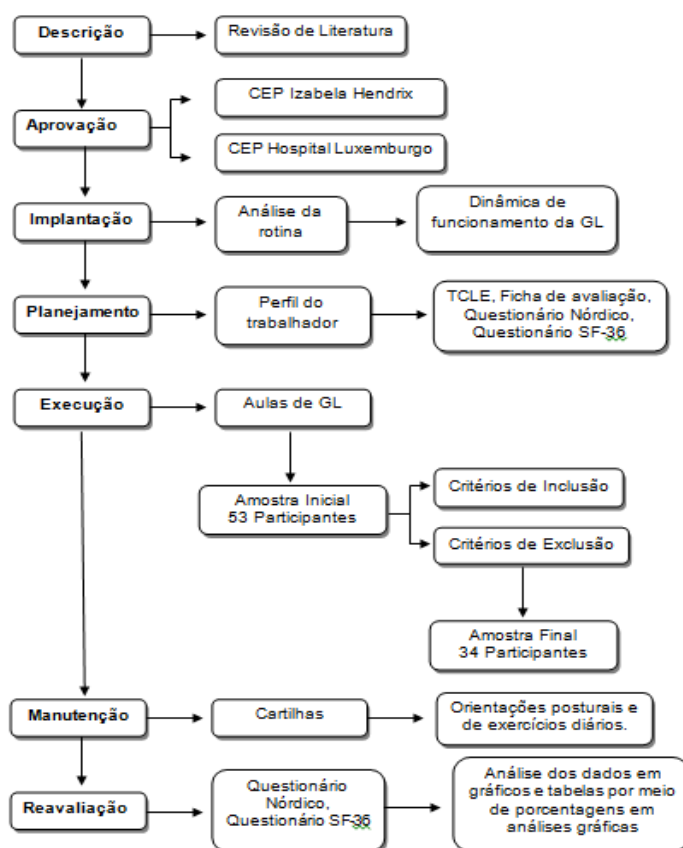 Descrição
Revisão de Literatura
CEP Izabela Hendrix
Aprovação
CEP Hospital Luxemburgo
Implantação
Análise da
rotina
Dinâmica de
funcionamento da GL
Planejamento
Perfil do
trabalhador
TCLE, Ficha de avaliação,
Questionário Nórdico,
Questionário SF-36
Execução
Aulas de GL
Amostra Inicial
53 Participantes
Critérios de Inclusão
Critérios de Exclusão
Amostra Final
34 Participantes
Manutenção
Cartilhas
Orientações posturais e
de exercícios diários.
Reavaliação
Questionário
Nórdico,
Questionário SF-36
Análise dos dados em
gráficos e tabelas por meio
de porcentagens em
análises gráficas